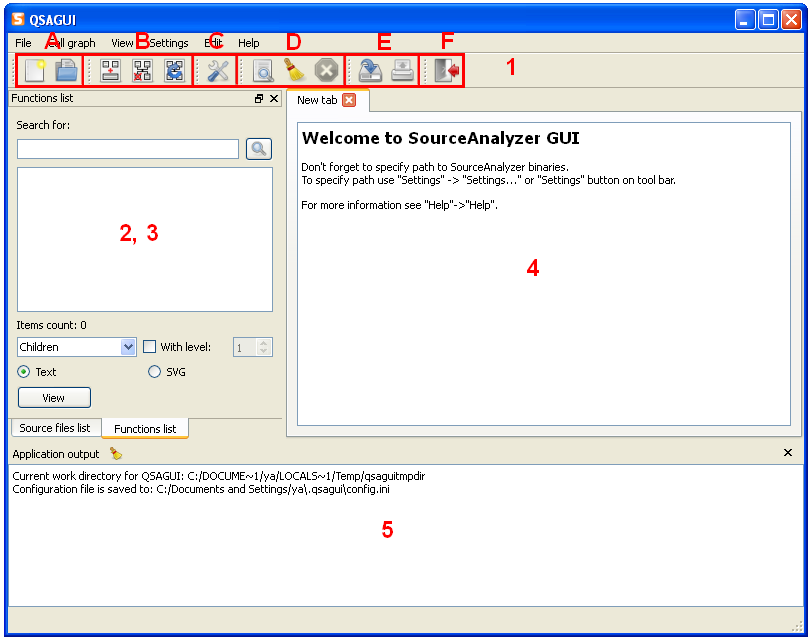 QSAGUI
File Call graph View Settings Edit Help
A B C D E F 1
Functions list
Search for:
2, 3
Items count: 0
Children With level: 1
Text SVG
View
Source files list Functions list
New tab
Welcome to SourceAnalyzer GUI
Don't forget to specify path to SourceAnalyzer binaries.
To specify path use "Settings" -> "Settings..." or "Settings" button on tool bar.
For more information see "Help"->"Help".
4
Application output
Current work directory for QSAGUI: C:/DOCUME~1/ya/LOCALS~1/Temp/qsaguitmpdir
Configuration file is saved to: C:/Documents and Settings/ya\.qsagui\config.ini
5